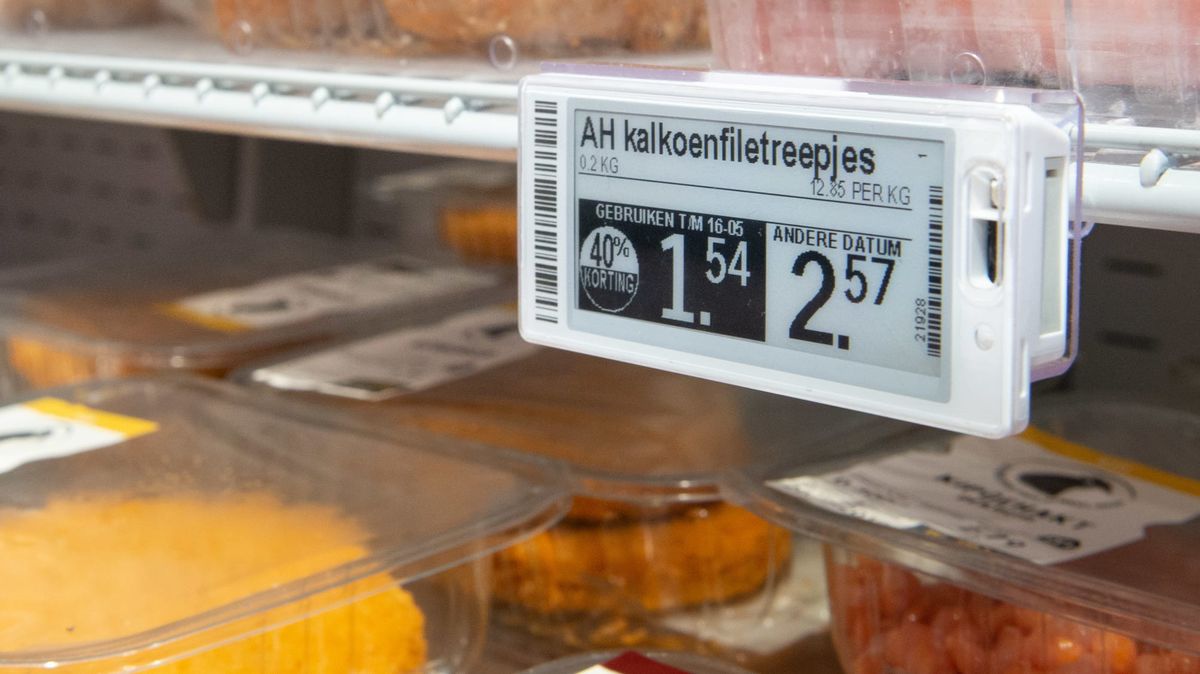 AH kalkoenfiletreepjes
1
0.2 KG
12.85 PER KG
GEBRUIKEN T/M 16-05
40%
KORTING
1.54
ANDERE DATUM
2.57
21928